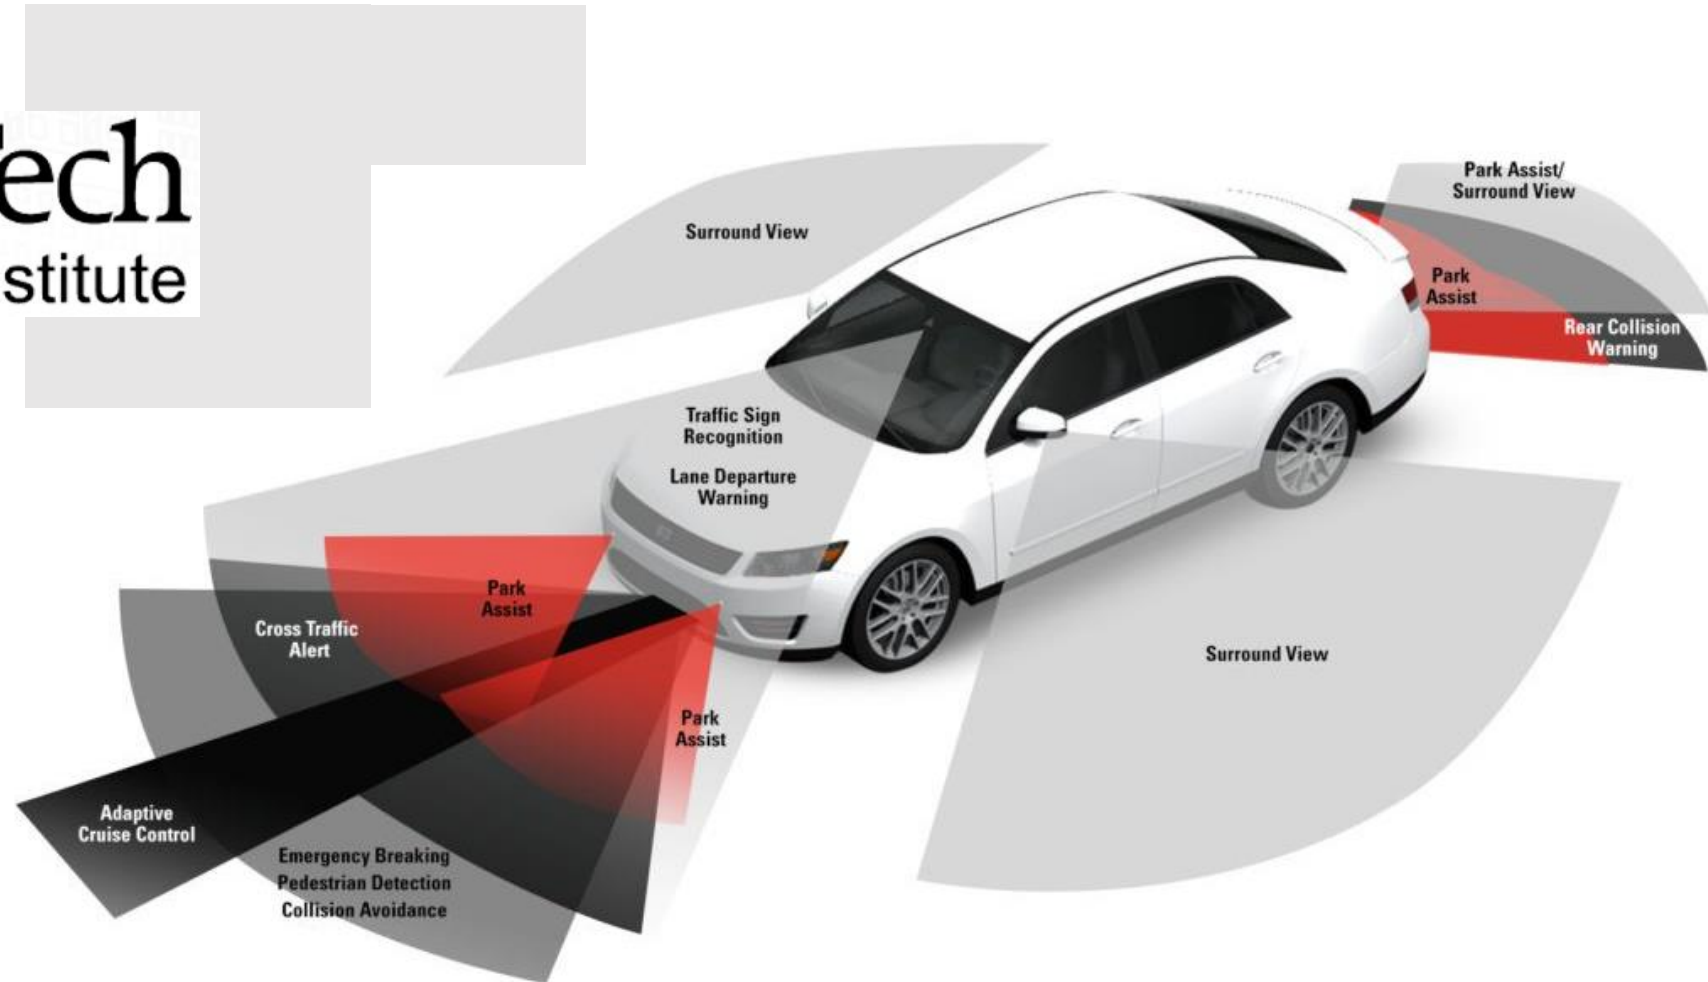 ech
stitute
Surround View
Park Assist/
Surround View
Park
Assist
Rear Collision
Warning
Traffic Sign
Recognition
Lane Departure
Warning
Park
Assist
Cross Traffic
Alert
Surround View
Park
Assist
Adaptive
Cruise Control
Emergency Breaking
Pedestrian Detection
Collision Avoidance